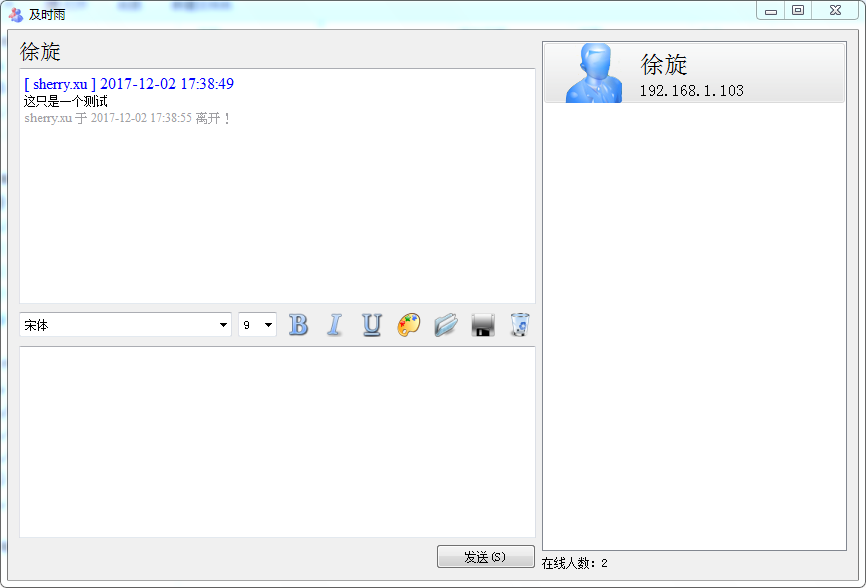 及时雨
徐旋
[ sherry.xu ] 2017-12-02 17:38:49
这只是一个测试
sherry.xu 于 2017-12-02 17:38:55 离开！
宋体
9
B I U
发送(S)
徐旋
192.168.1.103
在线人数：2